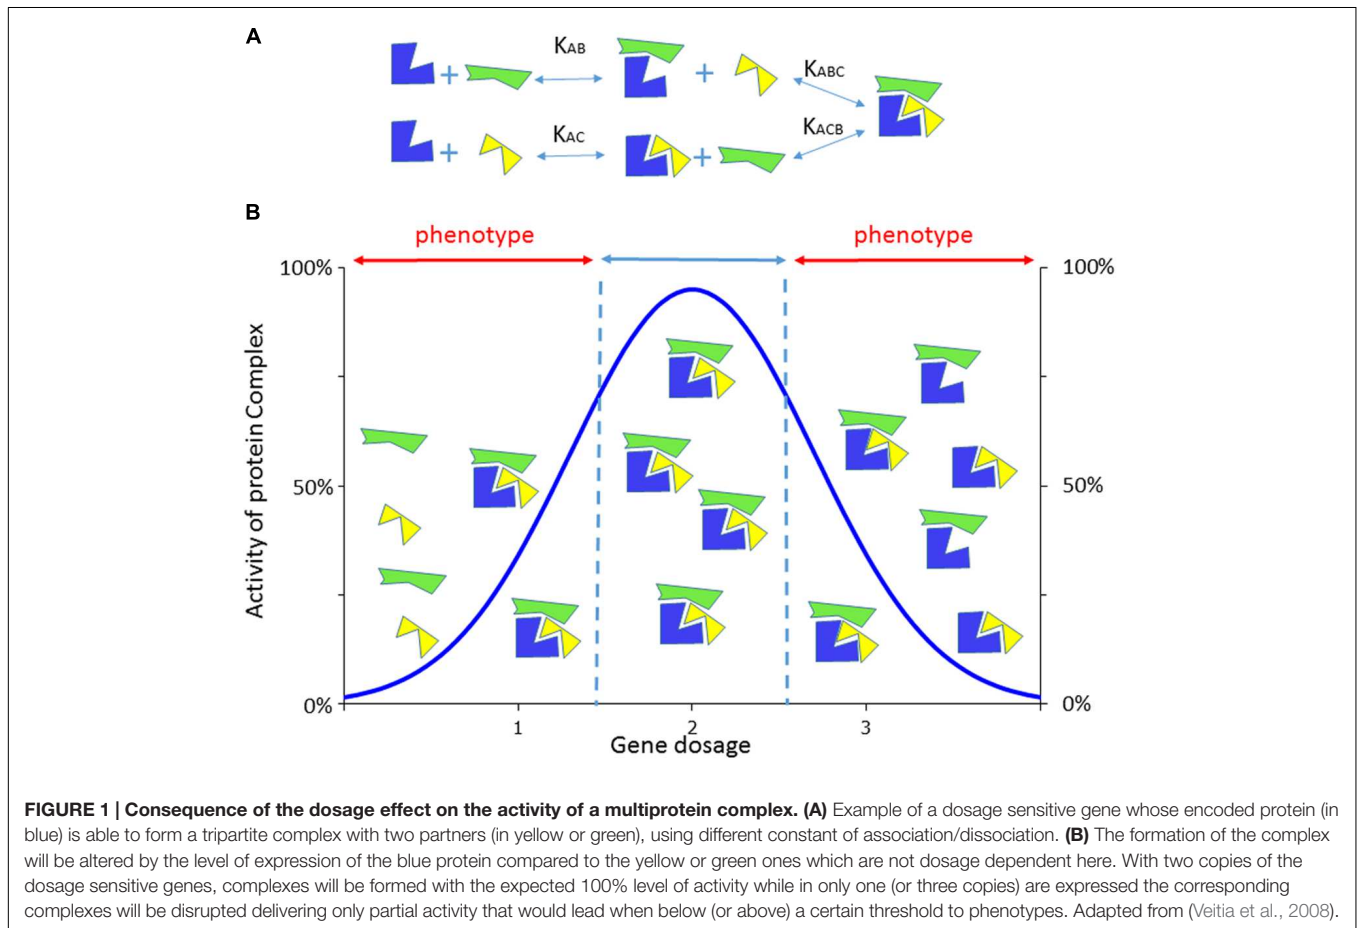 A
+ KAB + KABC
+ KAC + KACB
B
phenotype phenotype
100% 100%
Activity of protein Complex
50% 50%
0% 0%
1 2 3
Gene dosage
FIGURE 1 | Consequence of the dosage effect on the activity of a multiprotein complex. (A) Example of a dosage sensitive gene whose encoded protein (in
blue) is able to form a tripartite complex with two partners (in yellow or green), using different constant of association/dissociation. (B) The formation of the complex
will be altered by the level of expression of the blue protein compared to the yellow or green ones which are not dosage dependent here. With two copies of the
dosage sensitive genes, complexes will be formed with the expected 100% level of activity while in only one (or three copies) are expressed the corresponding
complexes will be disrupted delivering only partial activity that would lead when below (or above) a certain threshold to phenotypes. Adapted from (Veitia et al., 2008).